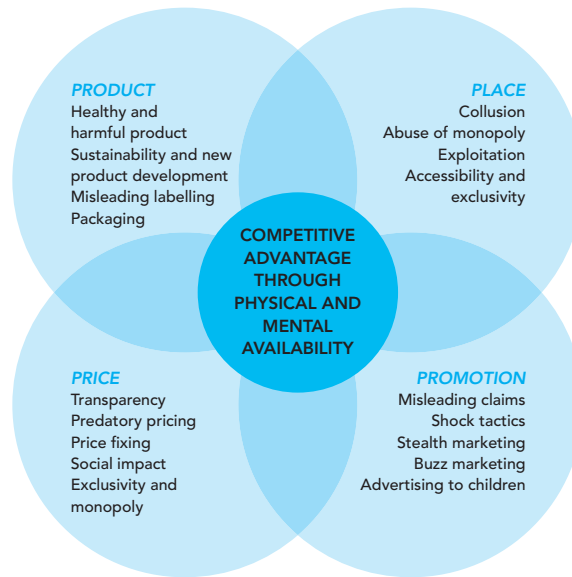 PRODUCT
Healthy and
harmful product
Sustainability and new
product development
Misleading labelling
Packaging
PLACE
Collusion
Abuse of monopoly
Exploitation
Accessibility and
exclusivity
COMPETITIVE
ADVANTAGE
THROUGH
PHYSICAL AND
MENTAL
AVAILABILITY
PRICE
Transparency
Predatory pricing
Price fixing
Social impact
Exclusivity and
monopoly
PROMOTION
Misleading claims
Shock tactics
Stealth marketing
Buzz marketing
Advertising to children